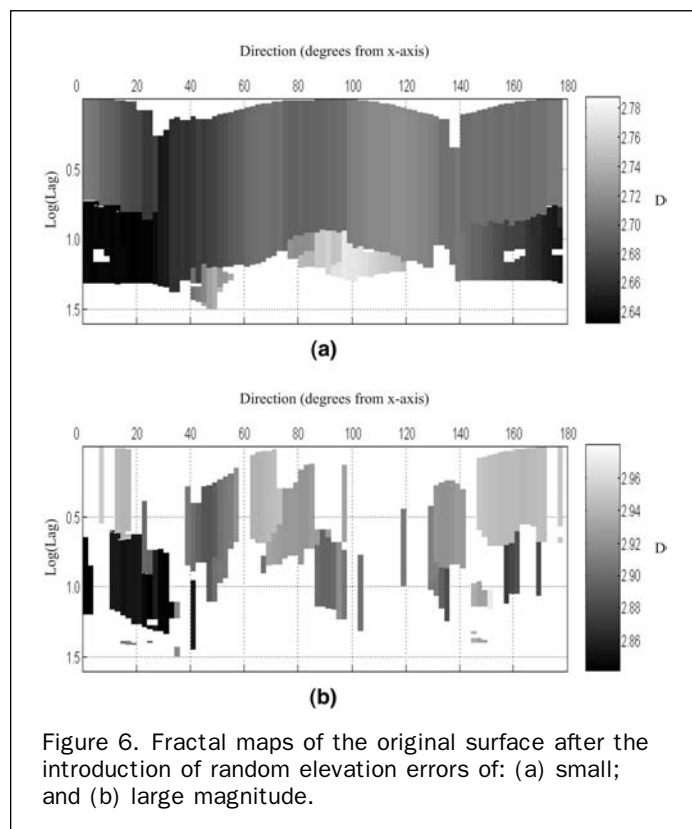 Direction (degrees from x-axis)
0 20 40 60 80 100 120 140 160 180
Log(Lag)
0.5
1.0
1.5
2.78
2.76
2.74
2.72
2.70
2.68
2.66
2.64
D
(a)
Direction (degrees from x-axis)
0 20 40 60 80 100 120 140 160 180
Log(Lag)
0.5
1.0
1.5
2.96
2.94
2.92
2.90
2.88
2.86
D
(b)
Figure 6. Fractal maps of the original surface after the
introduction of random elevation errors of: (a) small;
and (b) large magnitude.